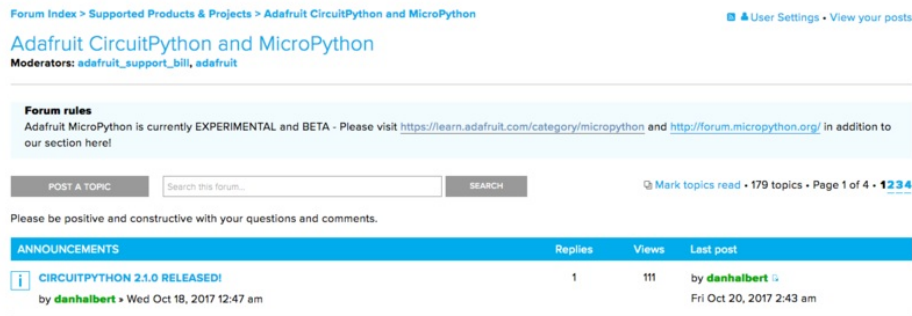 Forum Index > Supported Products & Projects > Adafruit CircuitPython and MicroPython
User Settings • View your posts
Adafruit CircuitPython and MicroPython
Moderators: adafruit_support_bill, adafruit
Forum rules
Adafruit MicroPython is currently EXPERIMENTAL and BETA - Please visit https://learn.adafruit.com/category/micropython and http://forum.micropython.org/ in addition to
our section here!
POST A TOPIC
Search this forum...
SEARCH
Mark topics read • 179 topics • Page 1 of 4 • 1 2 3 4
Please be positive and constructive with your questions and comments.
ANNOUNCEMENTS Replies Views Last post
CIRCUITPYTHON 2.1.0 RELEASED! 1 111 by danhalbert
by danhalbert » Wed Oct 18, 2017 12:47 am Fri Oct 20, 2017 2:43 am